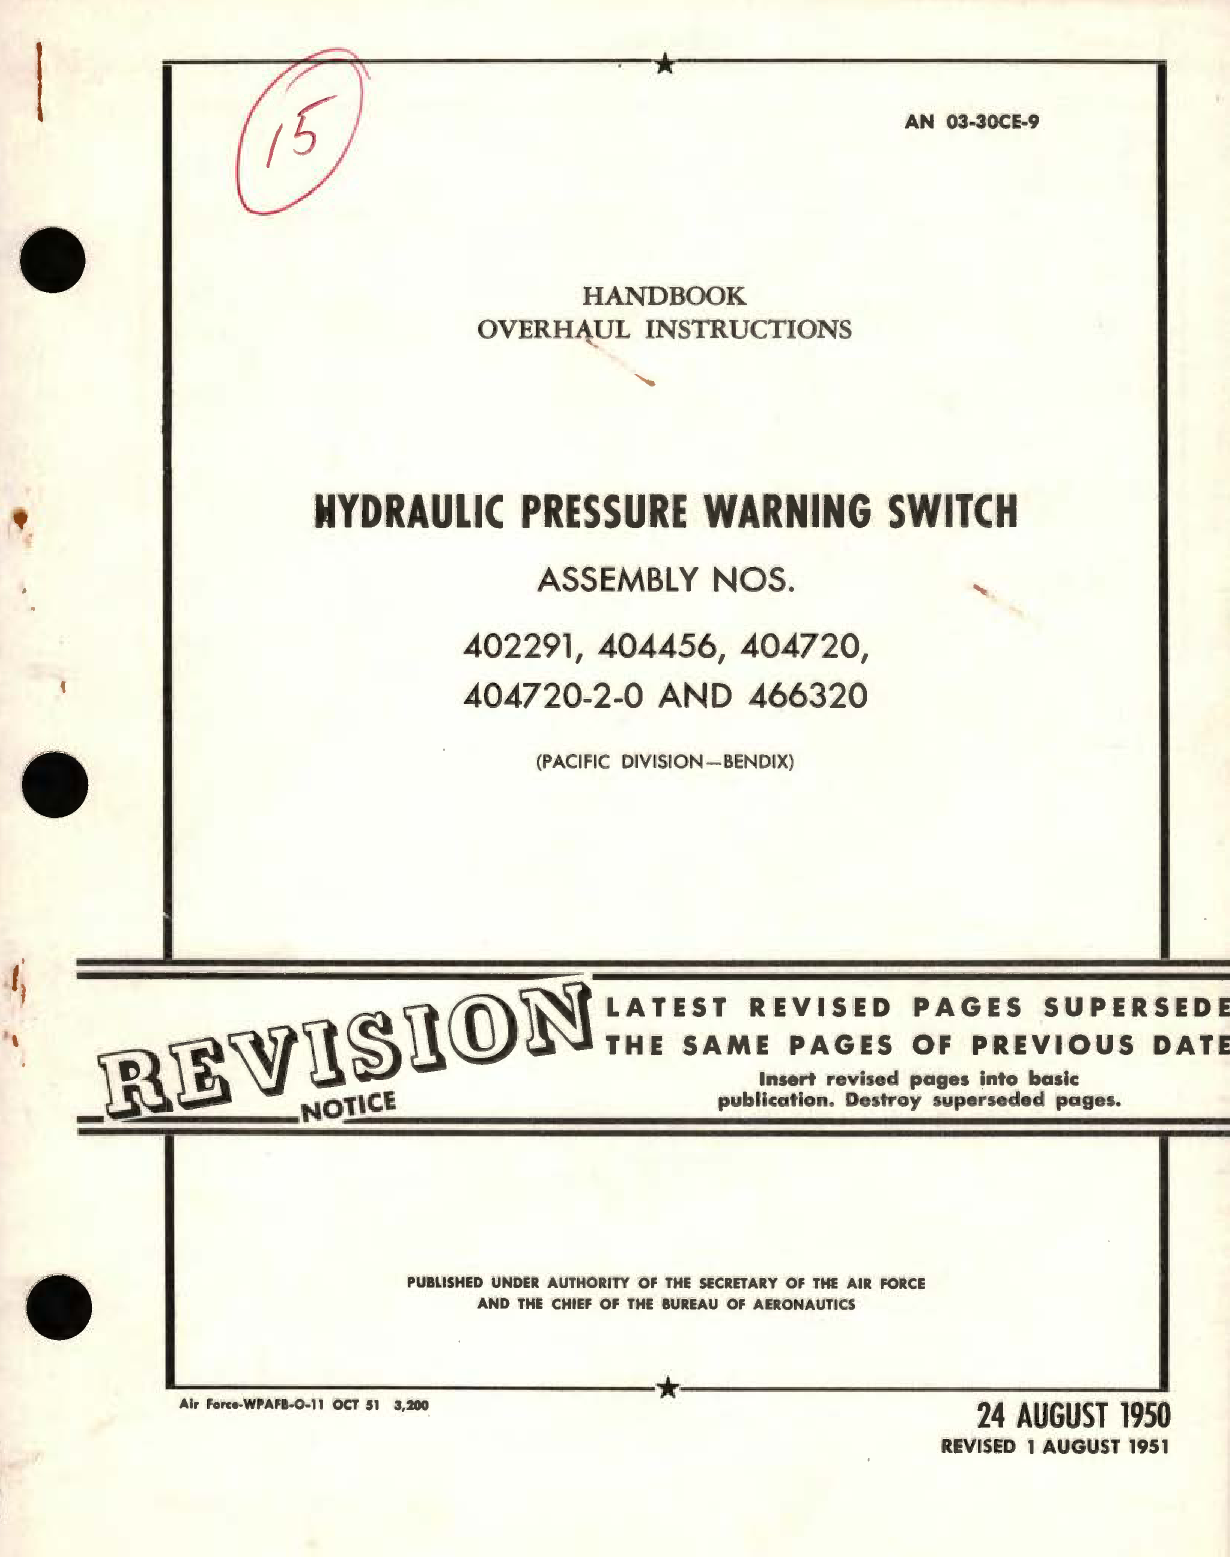 15
AN 03-30CE-9
HANDBOOK
OVERHAUL INSTRUCTIONS
HYDRAULIC PRESSURE WARNING SWITCH
ASSEMBLY NOS.
402291, 404456, 404720,
404720-2-0 AND 466320
(PACIFIC DIVISION—BENDIX)
REVISION
NOTICE
LATEST REVISED PAGES SUPERSEDE
THE SAME PAGES OF PREVIOUS DATE
Insert revised pages into basic
publication. Destroy superseded pages.
PUBLISHED UNDER AUTHORITY OF THE SECRETARY OF THE AIR FORCE
AND THE CHIEF OF THE BUREAU OF AERONAUTICS
Air Force-WPAFB-O-11 OCT 51 3,200
24 AUGUST 1950
REVISED 1 AUGUST 1951